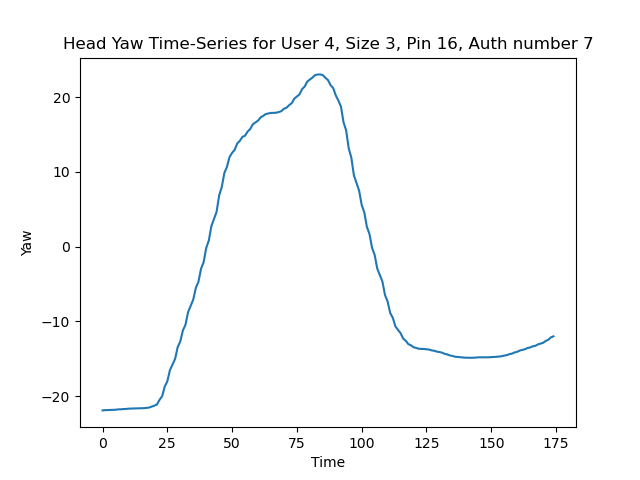 Head Yaw Time-Series for User 4, Size 3, Pin 16, Auth number 7
20
10
0
−10
−20
Yaw
0 25 50 75 100 125 150 175
Time